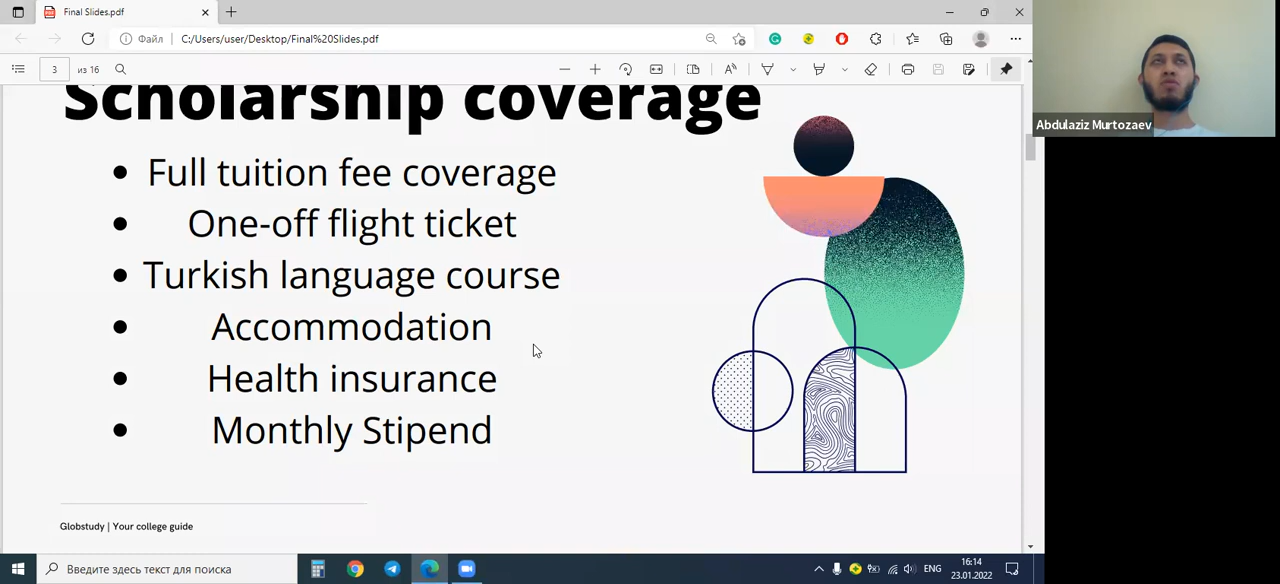 Final Slides.pdf
Файл
C:/Users/user/Desktop/Final%20Slides.pdf
3
из 16
Scholarship coverage
Full tuition fee coverage
One-off flight ticket
Turkish language course
Accommodation
Health insurance
Monthly Stipend
Globstudy | Your college guide
Abdulaziz Murtozaev
Введите здесь текст для поиска
ENG
16:14
23.01.2022